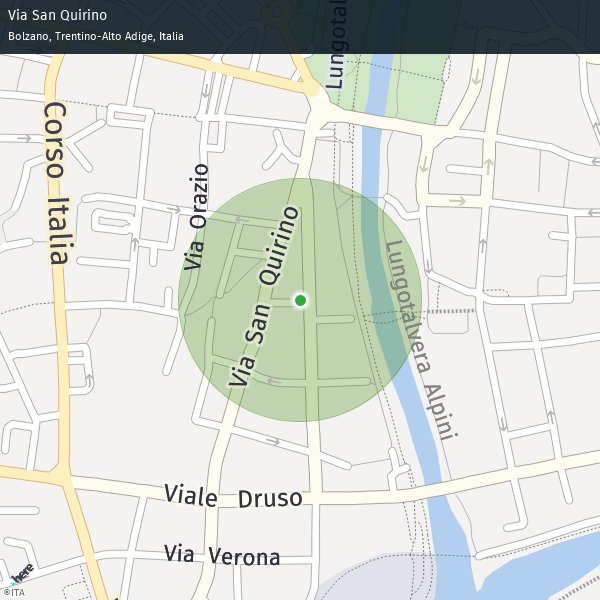 Via San Quirino
Bolzano, Trentino-Alto Adige, Italia
Lungotal
Corso Italia
Via Orazio
Via San Quirino
Lungotalvera Alpini
Viale Druso
Via Verona
here
©ITA